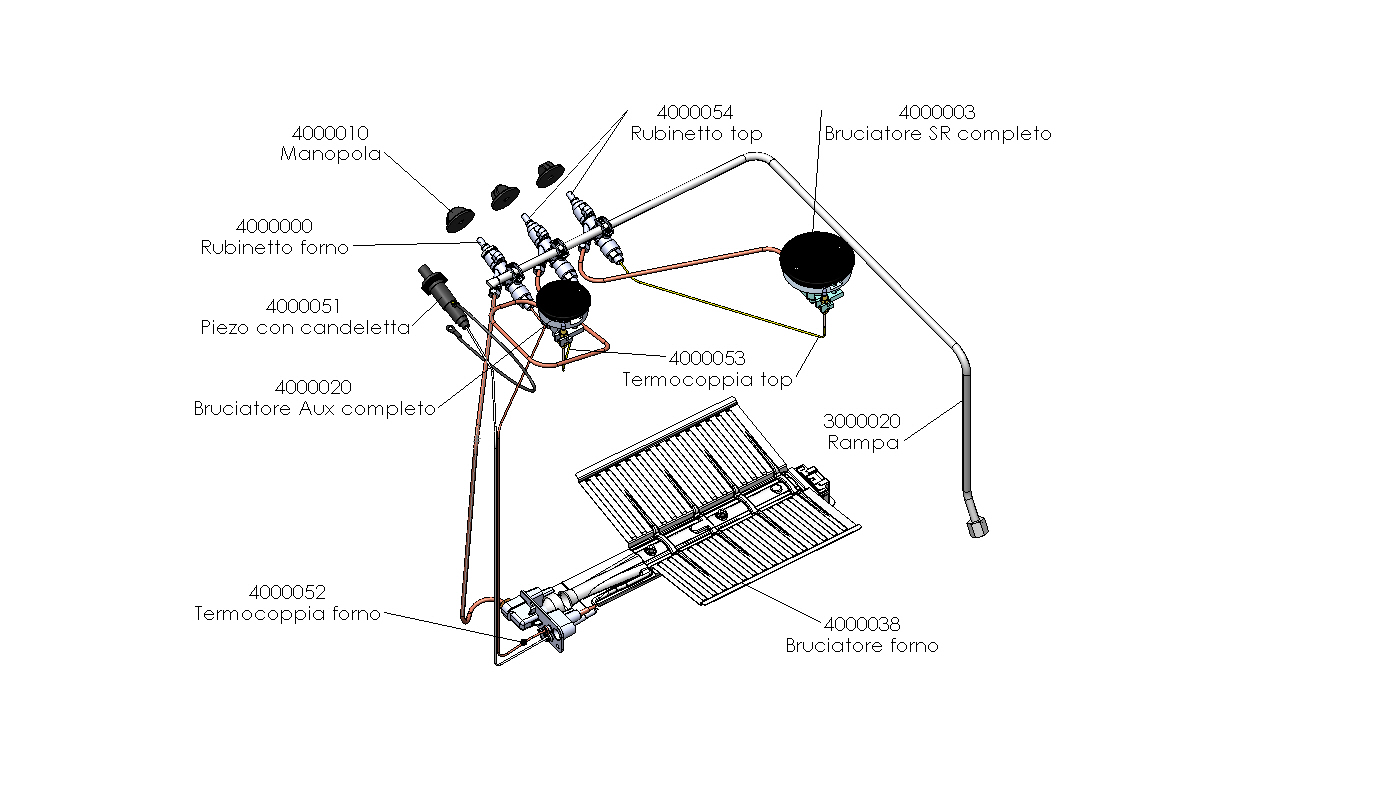 4000054
Rubinetto top
4000003
Bruciatore SR completo
4000010
Manopola
4000000
Rubinetto forno
4000051
Piezo con candeletta
4000053
Termocoppia top
4000020
Bruciatore Aux completo
3000020
Rampa
4000052
Termocoppia forno
4000038
Bruciatore forno